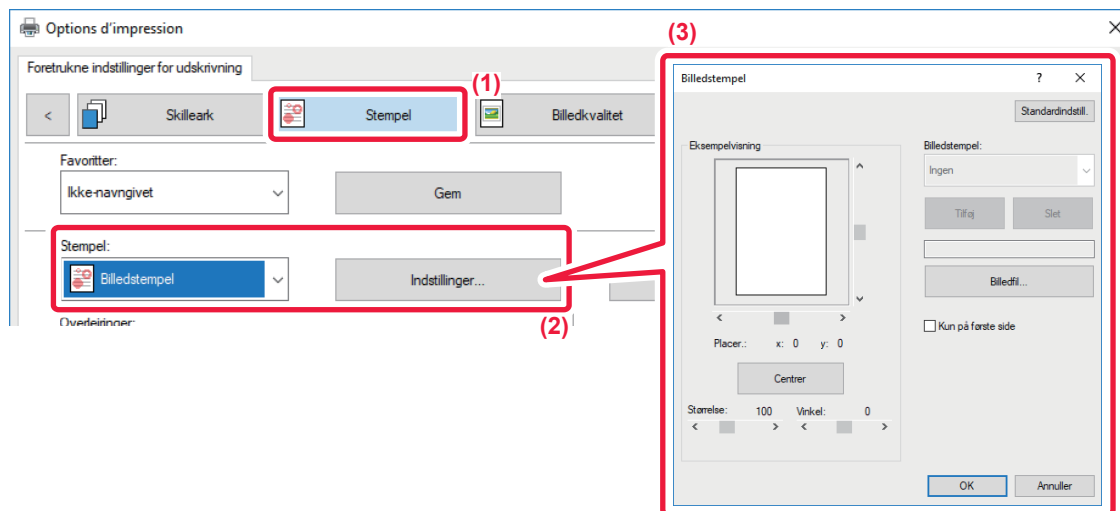 Options d'impression
(3)
Foretrukne indstillinger for udskrivning
(1)
<
Skilleark
Stempel
Billedkvalitet
Favoritter:
Ikke-navngivet
Gem
Stempel:
Billedstempel
Indstillinger...
(2)
Overlejringer:
Billedstempel
?
Standardindstill.
Eksempelvisning
Billedstempel:
Ingen
Tilføj
Slet
Billedfil...
Kun på første side
Placer.: x: 0 y: 0
Centrer
Størrelse: 100 Vinkel: 0
OK
Annuller